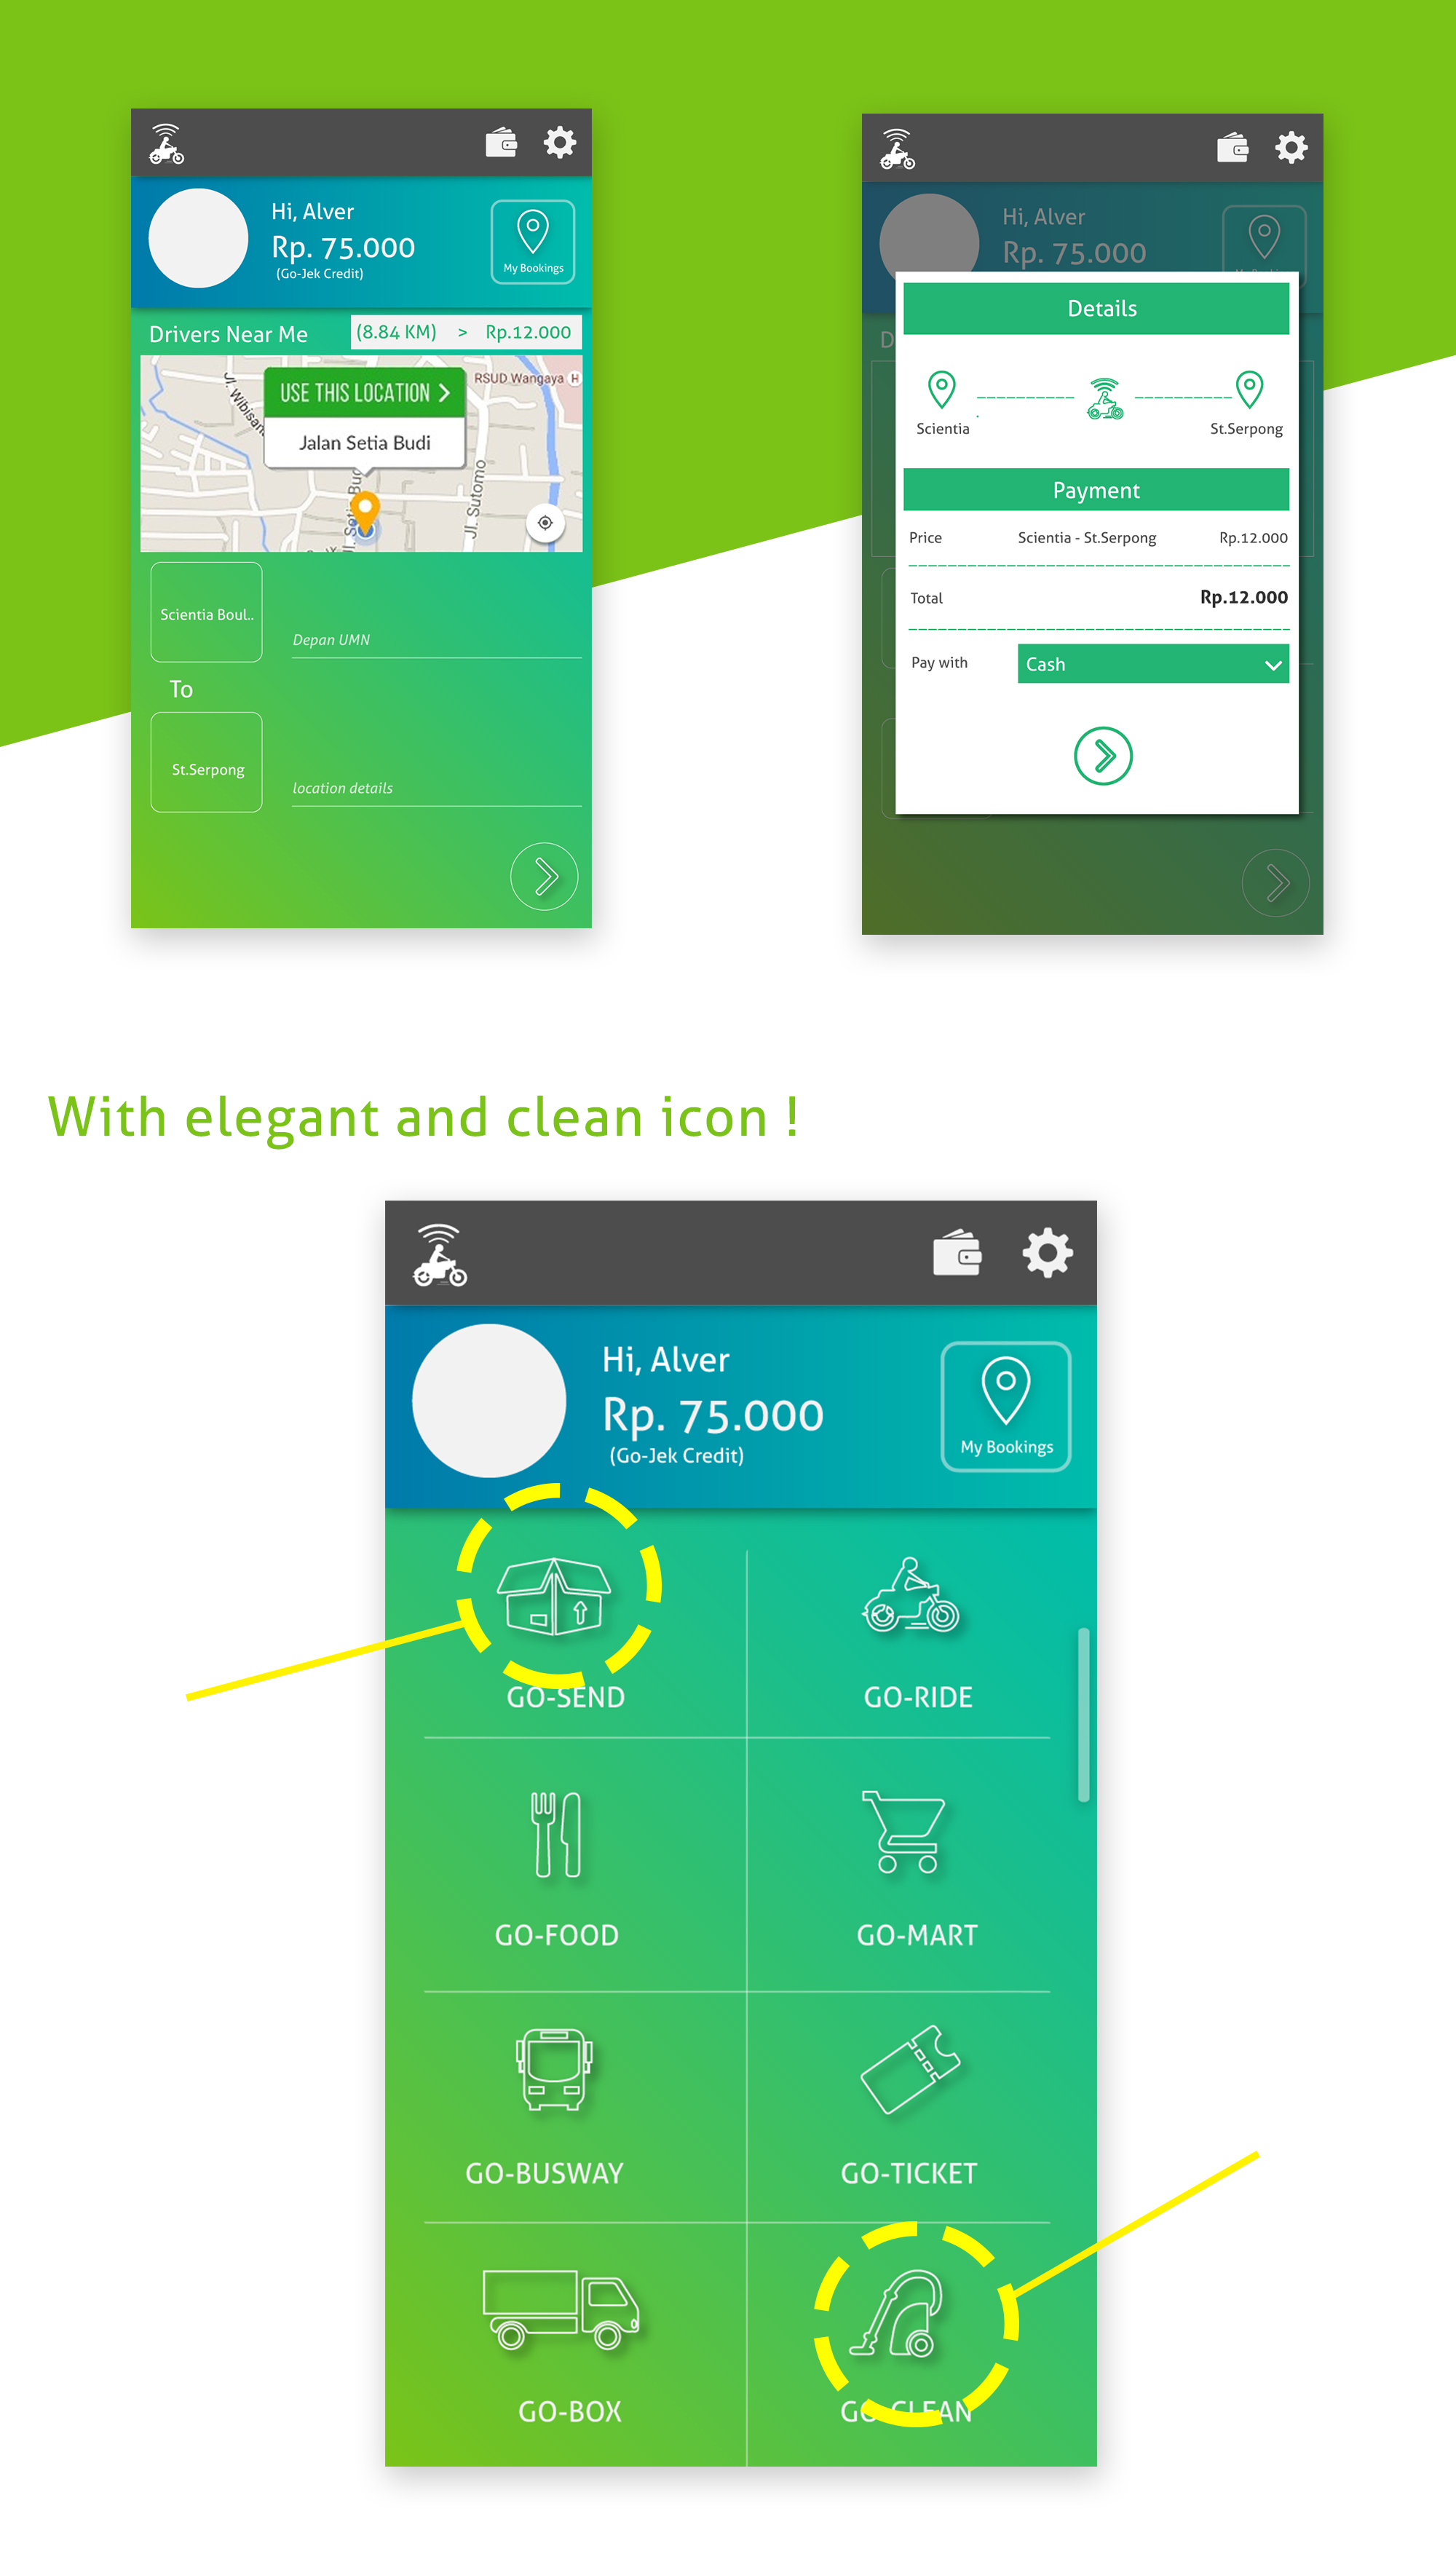 Hi, Alver
Rp. 75.000
(Go-Jek Credit)
My Bookings
Drivers Near Me
(8.84 KM) > Rp.12.000
USE THIS LOCATION
Jalan Setia Budi
RSUD Wangaya H
Jl. Wibisan
Jl. Setia Buc
Jl. Sutomo
Scientia Boul..
Depan UMN
To
St.Serpong
location details
Hi, Alver
Rp. 75.000
D
Details
Scientia
St.Serpong
Payment
Price Scientia - St.Serpong Rp.12.000
Total Rp.12.000
Pay with Cash
With elegant and clean icon !
Hi, Alver
Rp. 75.000
(Go-Jek Credit)
My Bookings
GO-SEND
GO-RIDE
GO-FOOD
GO-MART
GO-BUSWAY
GO-TICKET
GO-BOX
GO-CLEAN